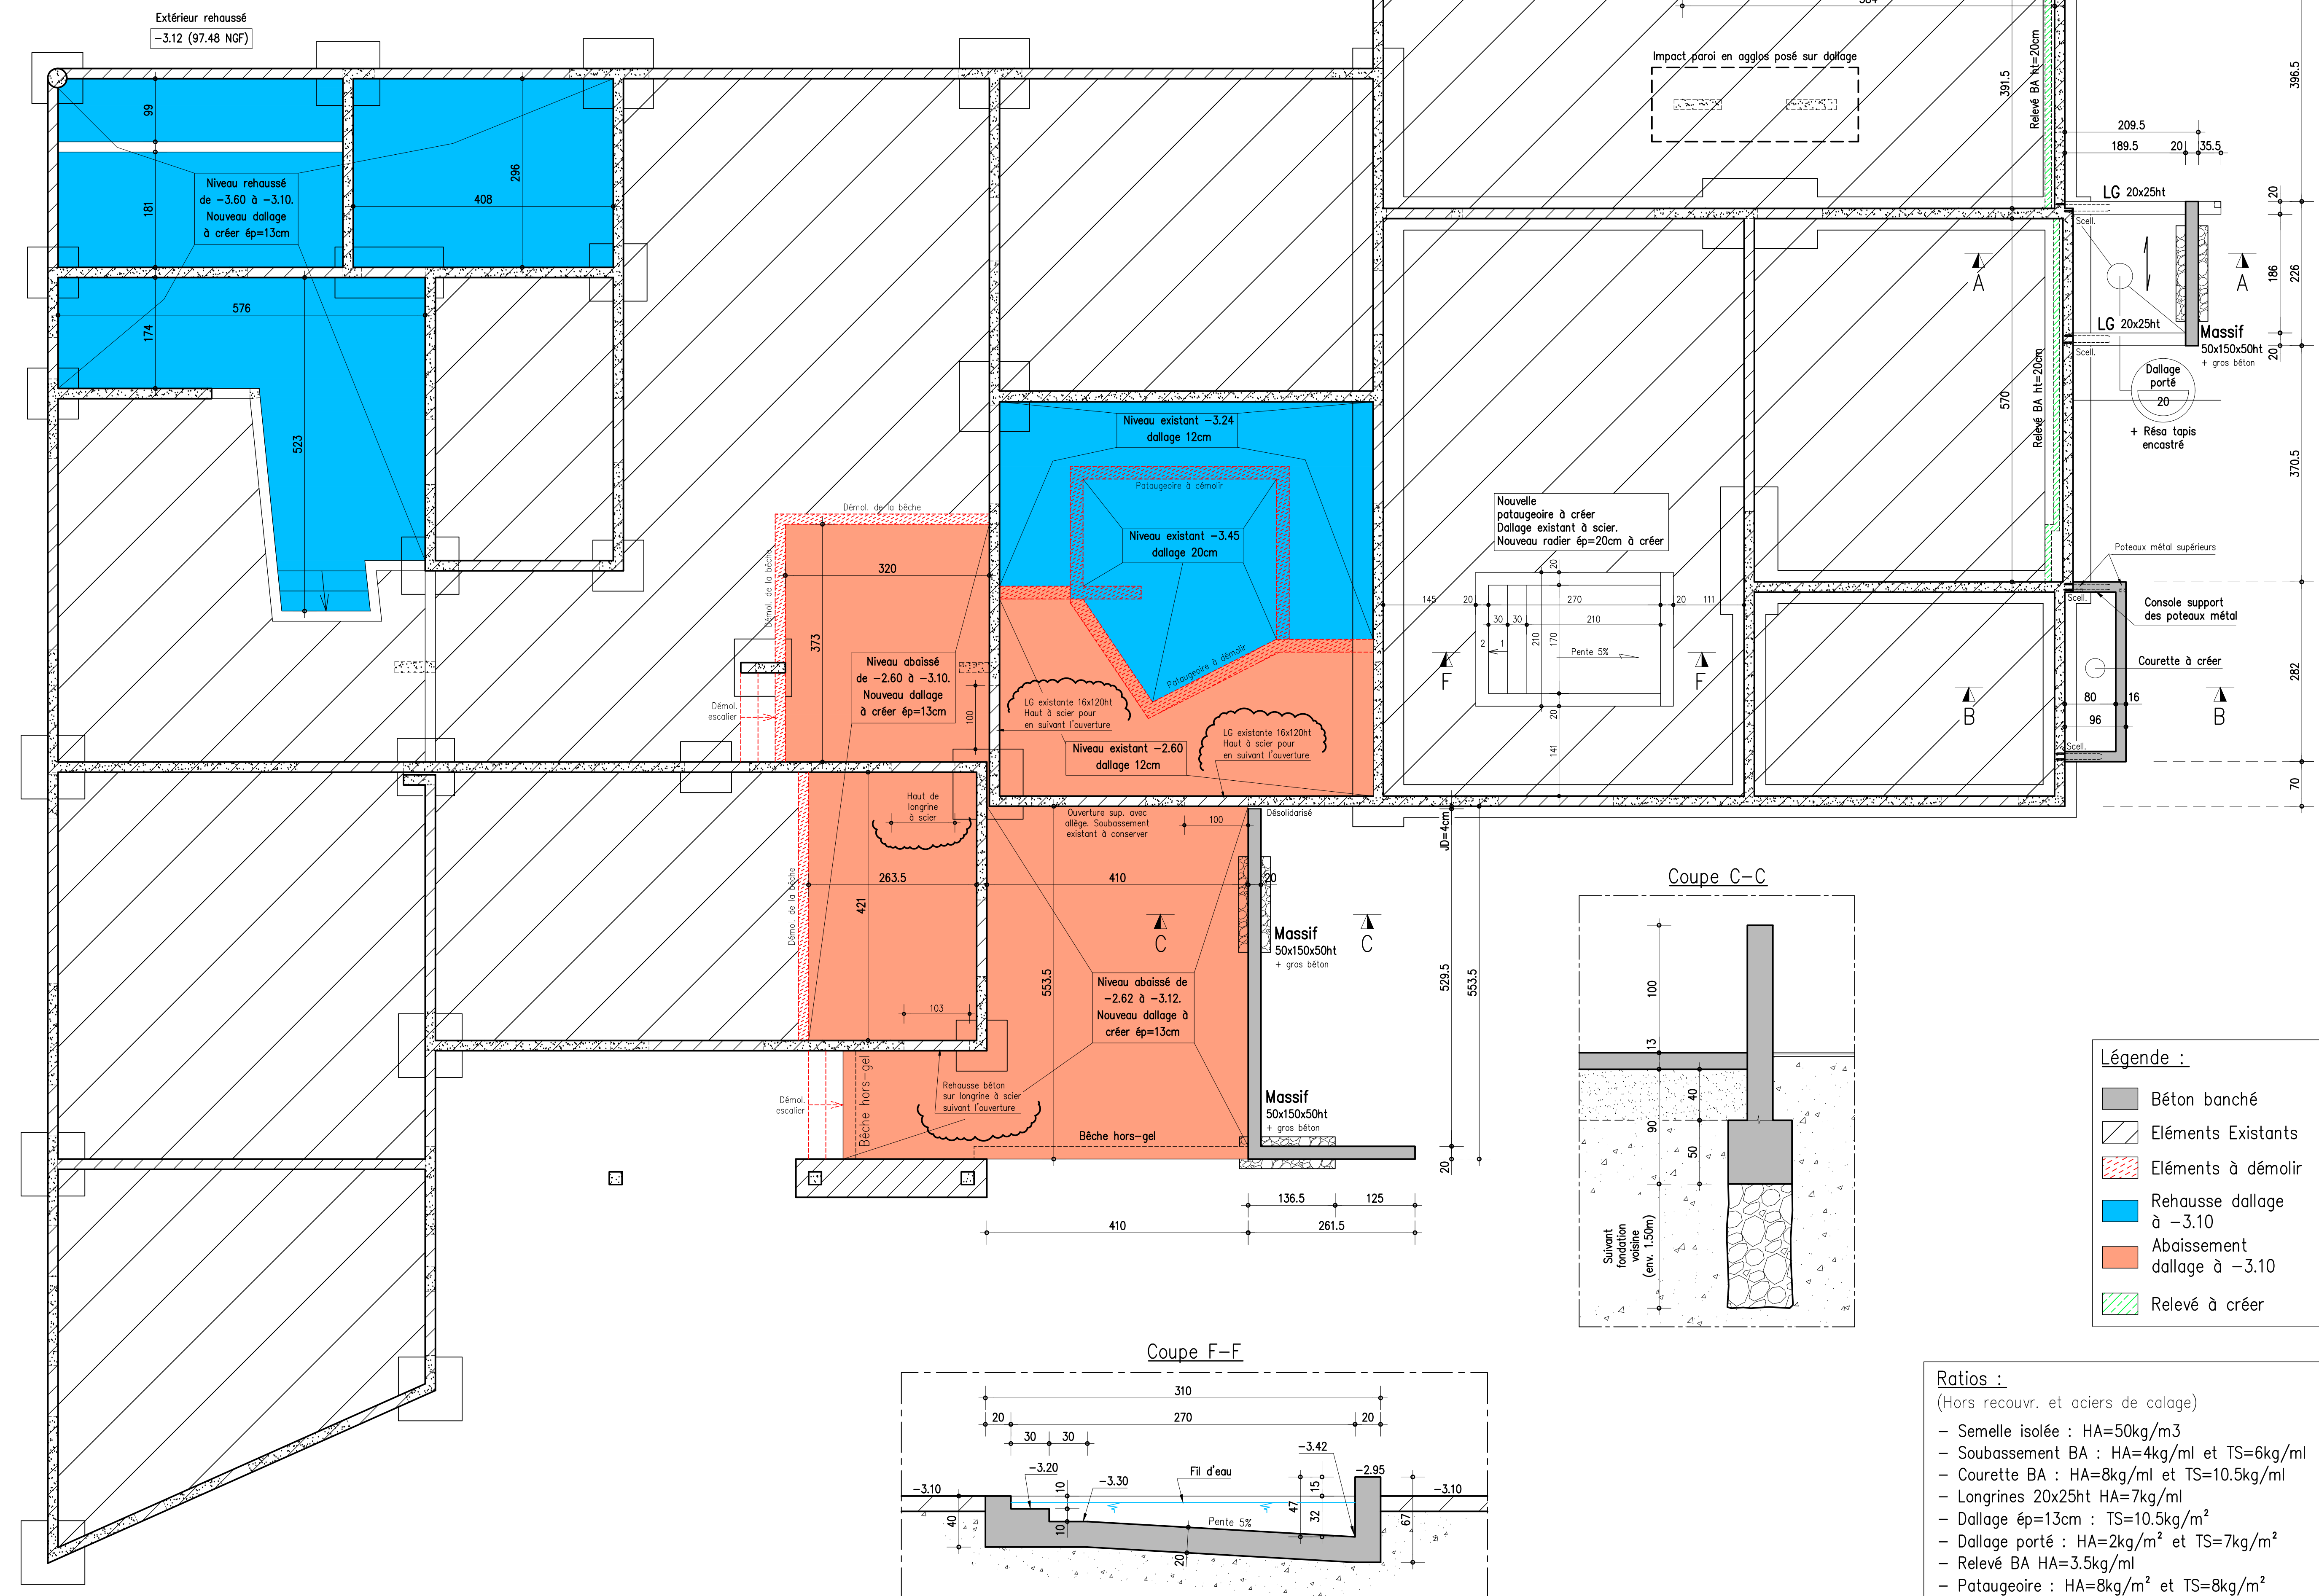 Extérieur rehaussé
-3.12 (97.48 NGF)
99
181
296
408
Niveau rehaussé
de -3.60 à -3.10.
Nouveau dallage
à créer ép=13cm
576
174
523
Impact paroi en agglos posé sur dallage
391.5
Relevé BA ht=20cm
396.5
209.5
189.5
20
35.5
LG 20x25ht
Scell.
20
186
226
A
A
LG 20x25ht
Scell.
20
Massif
50x150x50ht
+ gros béton
Dallage
porté
20
+ Résa tapis
encastré
570
Relevé BA ht=20cm
370.5
Niveau existant -3.24
dallage 12cm
Pataugeoire à démolir
Niveau existant -3.45
dallage 20cm
Pataugeoire à démolir
Démol. de la bêche
Démol. de la bêche
320
373
Niveau abaissé
de -2.60 à -3.10.
Nouveau dallage
à créer ép=13cm
100
Démol.
escalier
LG existante 16x120ht
Haut à scier pour
en suivant l'ouverture
LG existante 16x120ht
Haut à scier pour
en suivant l'ouverture
Niveau existant -2.60
dallage 12cm
Nouvelle
pataugeoire à créer
Dallage existant à scier.
Nouveau radier ép=20cm à créer
20
145
20
270
20
111
30
30
210
2
1
210
170
Pente 5%
F
F
20
141
Poteaux métal supérieurs
Scell.
Console support
des poteaux métal
Courette à créer
282
80
16
96
B
B
Scell.
70
Haut de
longrine
à scier
Ouverture sup. avec
allège. Soubassement
existant à conserver
100
Désolidarisé
JD=4cm
Démol. de la bêche
263.5
410
20
421
C
C
Massif
50x150x50ht
+ gros béton
553.5
529.5
553.5
Niveau abaissé de
-2.62 à -3.12.
Nouveau dallage à
créer ép=13cm
103
Démol.
escalier
Bêche hors-gel
Rehausse béton
sur longrine à scier
suivant l'ouverture
Bêche hors-gel
Massif
50x150x50ht
+ gros béton
20
136.5
125
410
261.5
Coupe C-C
100
13
40
90
50
Suivant
fondation
voisine
(env. 1.50m)
Légende :
Béton banché
Eléments Existants
Eléments à démolir
Rehausse dallage
à -3.10
Abaissement
dallage à -3.10
Relevé à créer
Coupe F-F
310
20
270
20
30
30
-3.42
-3.20
-3.30
Fil d'eau
-2.95
-3.10
-3.10
10
10
40
47
15
32
67
Pente 5%
20
Ratios :
(Hors recouvr. et aciers de calage)
- Semelle isolée : HA=50kg/m3
- Soubassement BA : HA=4kg/ml et TS=6kg/ml
- Courette BA : HA=8kg/ml et TS=10.5kg/ml
- Longrines 20x25ht HA=7kg/ml
- Dallage ép=13cm : TS=10.5kg/m²
- Dallage porté : HA=2kg/m² et TS=7kg/m²
- Relevé BA HA=3.5kg/ml
- Pataugeoire : HA=8kg/m² et TS=8kg/m²